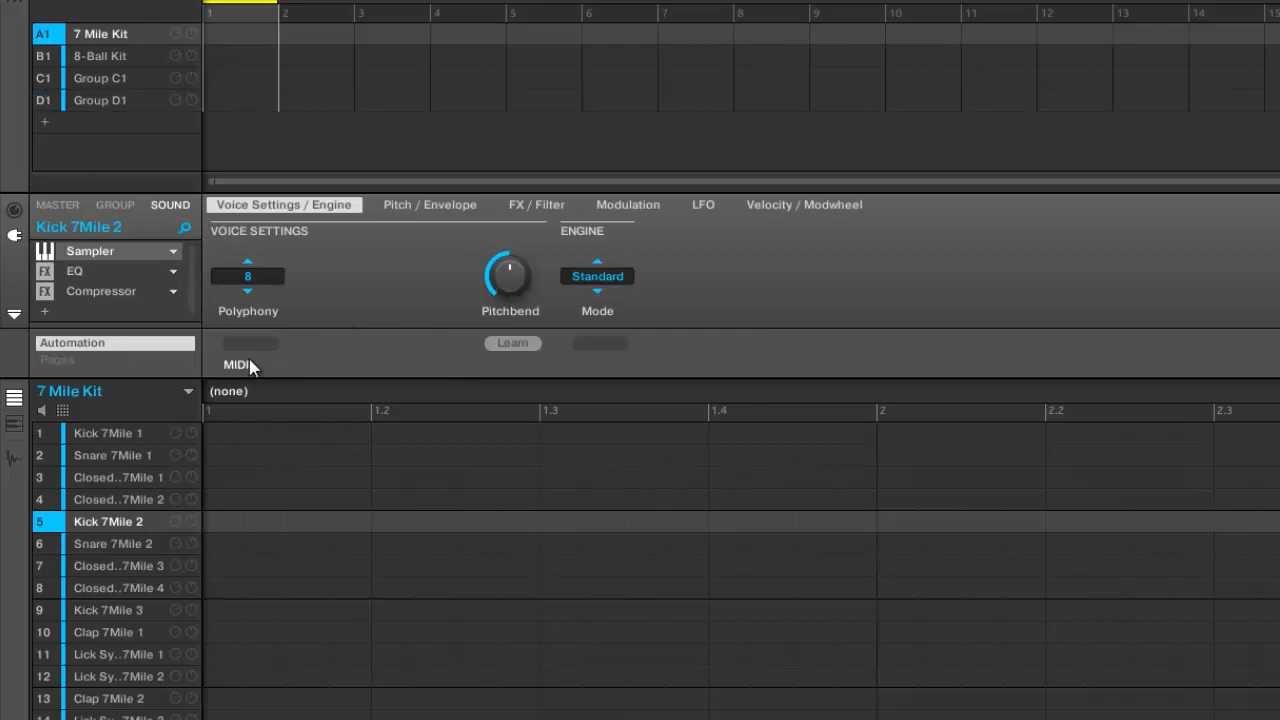 1 2 3 4 5 6 7 8 9 10 11 12 13 14 15
A1 7 Mile Kit
B1 8-Ball Kit
C1 Group C1
D1 Group D1
+
MASTER GROUP SOUND Voice Settings / Engine Pitch / Envelope FX / Filter Modulation LFO Velocity / Modwheel
Kick 7Mile 2 VOICE SETTINGS ENGINE
Sampler
FX EQ 8 Standard
FX Compressor
+ Polyphony Pitchbend Mode
Automation Learn
Pages MIDI
7 Mile Kit (none)
1 1.2 1.3 1.4 2 2.2 2.3
1 Kick 7Mile 1
2 Snare 7Mile 1
3 Closed..7Mile 1
4 Closed..7Mile 2
5 Kick 7Mile 2
6 Snare 7Mile 2
7 Closed..7Mile 3
8 Closed..7Mile 4
9 Kick 7Mile 3
10 Clap 7Mile 1
11 Lick Sy..7Mile 1
12 Lick Sy..7Mile 2
13 Clap 7Mile 2